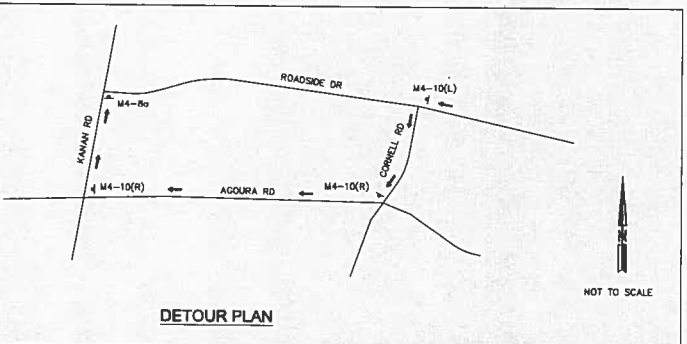 ROADSIDE DR
M4-10(L)
M4-8a
KANAN RD
CORNELL RD
M4-10(R)
AGOURA RD
M4-10(R)
NOT TO SCALE
DETOUR PLAN